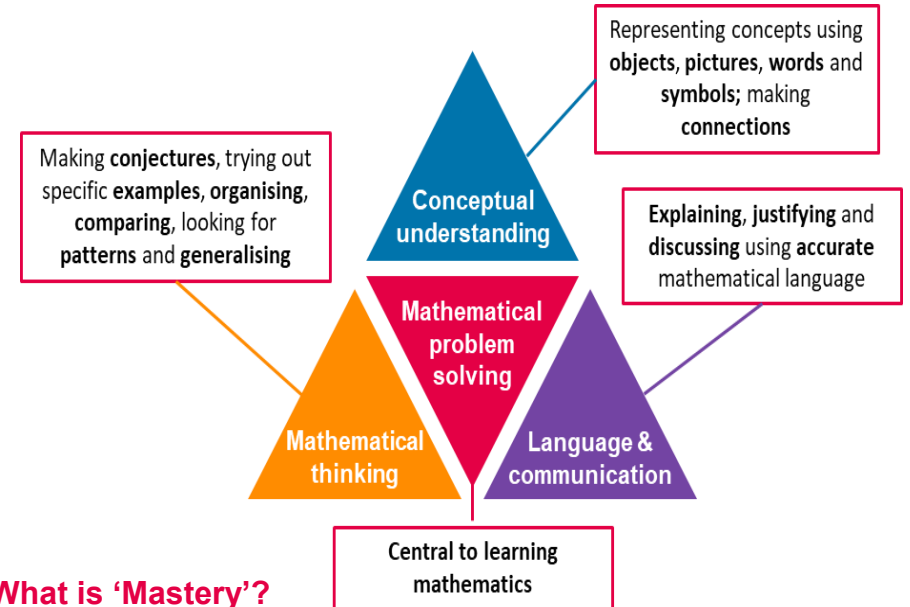 Representing concepts using
objects, pictures, words and
symbols; making
connections
Making conjectures, trying out
specific examples, organising,
comparing, looking for
patterns and generalising
Conceptual
understanding
Explaining, justifying and
discussing using accurate
mathematical language
Mathematical
problem
solving
Mathematical
thinking
Language &
communication
Central to learning
mathematics
What is ‘Mastery’?